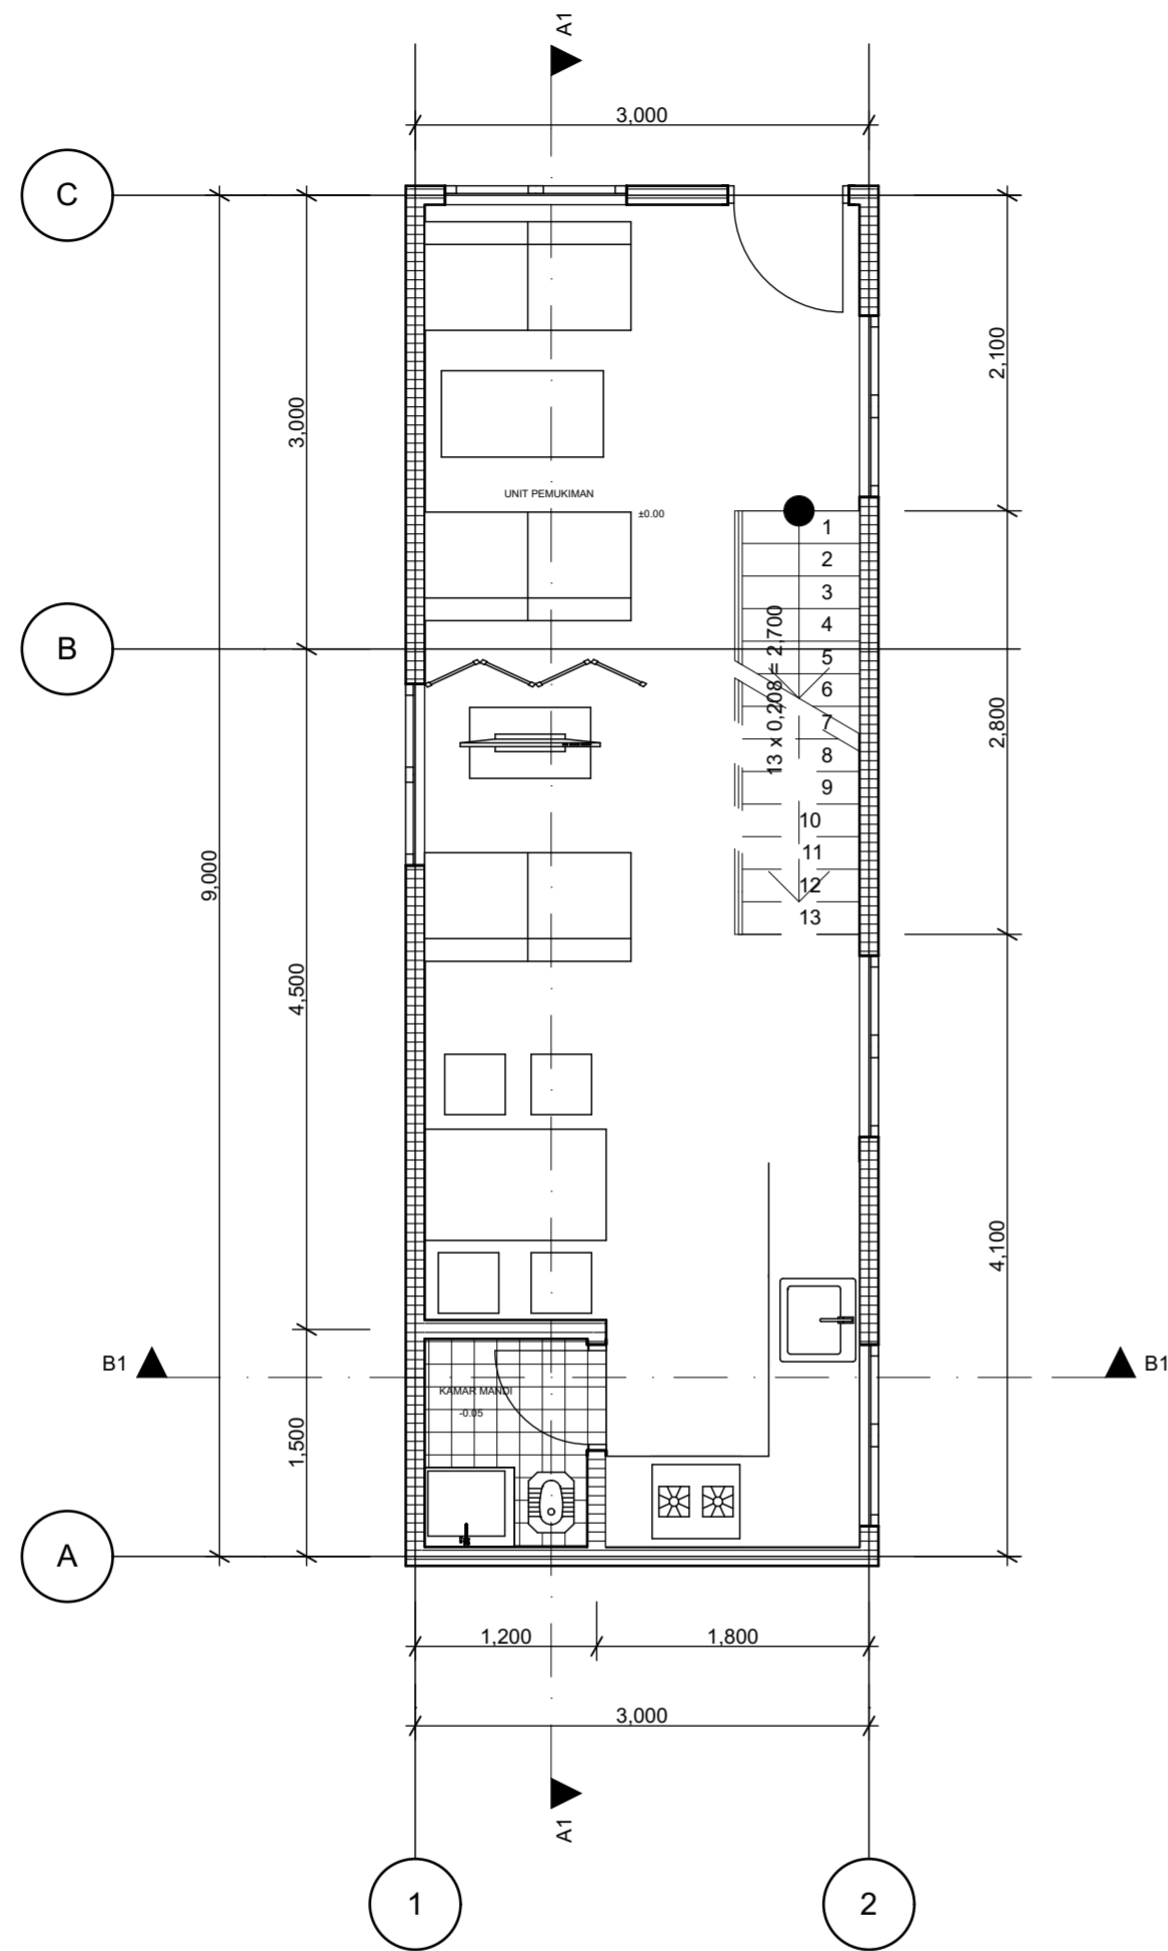 A1
3,000
C
2,100
3,000
UNIT PEMUKIMAN
±0.00
1
2
3
4
5
6
7
8
9
10
11
12
13
13 x 0,208 = 2,700
B
2,800
9,000
4,500
4,100
B1
B1
KAMAR MANDI
-0.05
1,500
A
1,200
1,800
3,000
A1
1
2